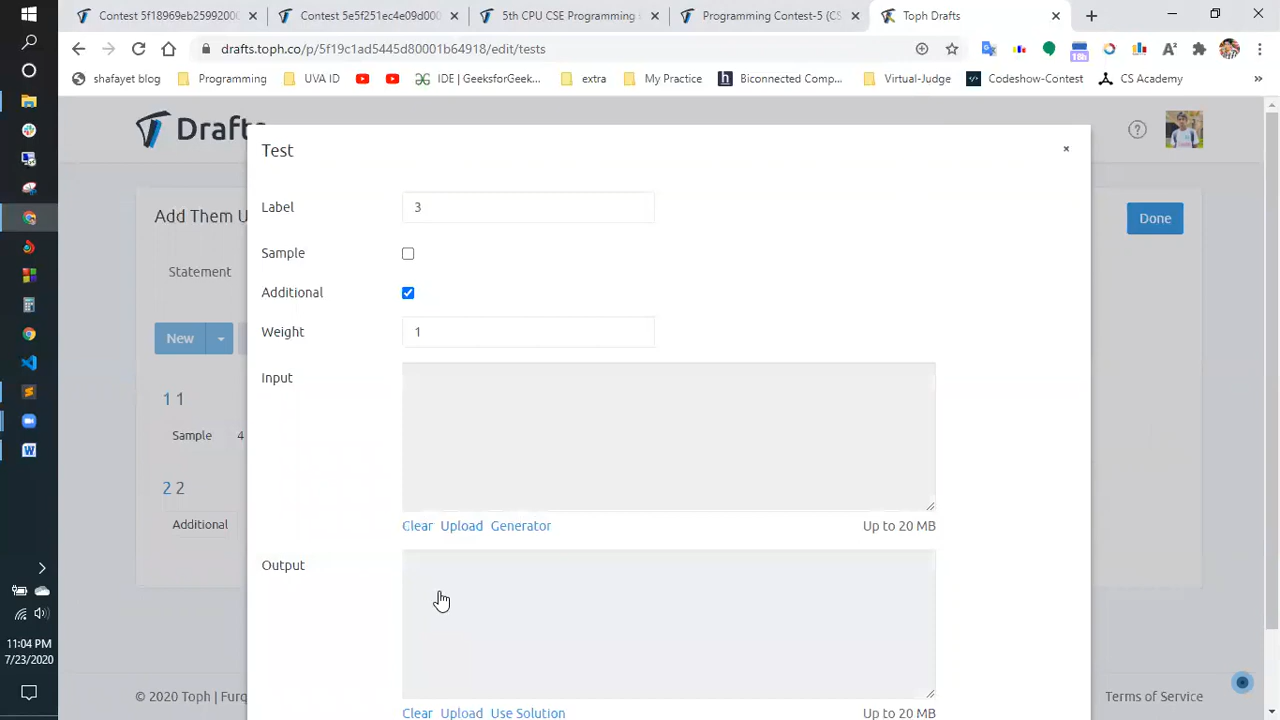 Contest 5f18969eb25992000
Contest 5e5f251ec4e09d000
5th CPU CSE Programming
Programming Contest-5 (CS
Toph Drafts
drafts.toph.co/p/5f19c1ad5445d80001b64918/edit/tests
18h
shafayet blog
Programming
UVA ID
IDE | GeeksforGeek...
extra
My Practice
Biconnected Comp...
Virtual-Judge
Codeshow-Contest
CS Academy
Drafts
Test
Add Them U
Done
Label
3
Sample
Statement
Additional
Weight
1
New
Input
1 1
Sample 4
2 2
Additional
Clear Upload Generator
Up to 20 MB
Output
Clear Upload Use Solution
Up to 20 MB
11:04 PM
7/23/2020
© 2020 Toph | Furq
Terms of Service